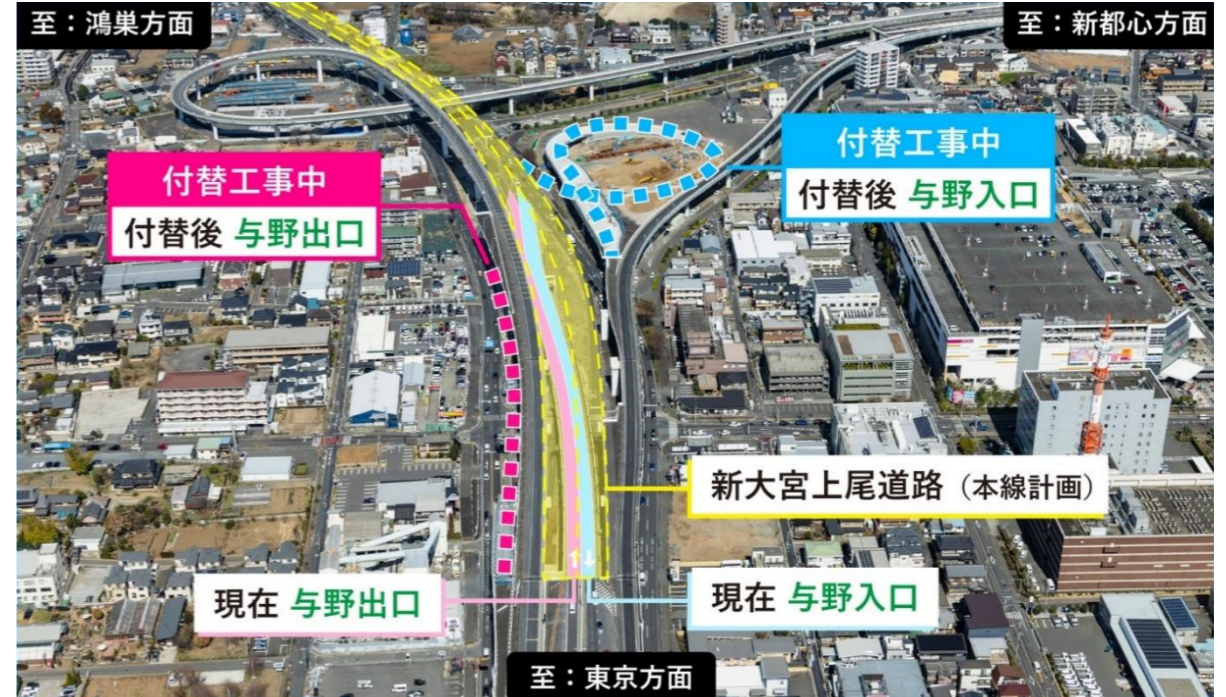 至：鴻巣方面
至：新都心方面
付替工事中
付替後 与野出口
付替工事中
付替後 与野入口
新大宮上尾道路（本線計画）
現在 与野出口
現在 与野入口
至：東京方面